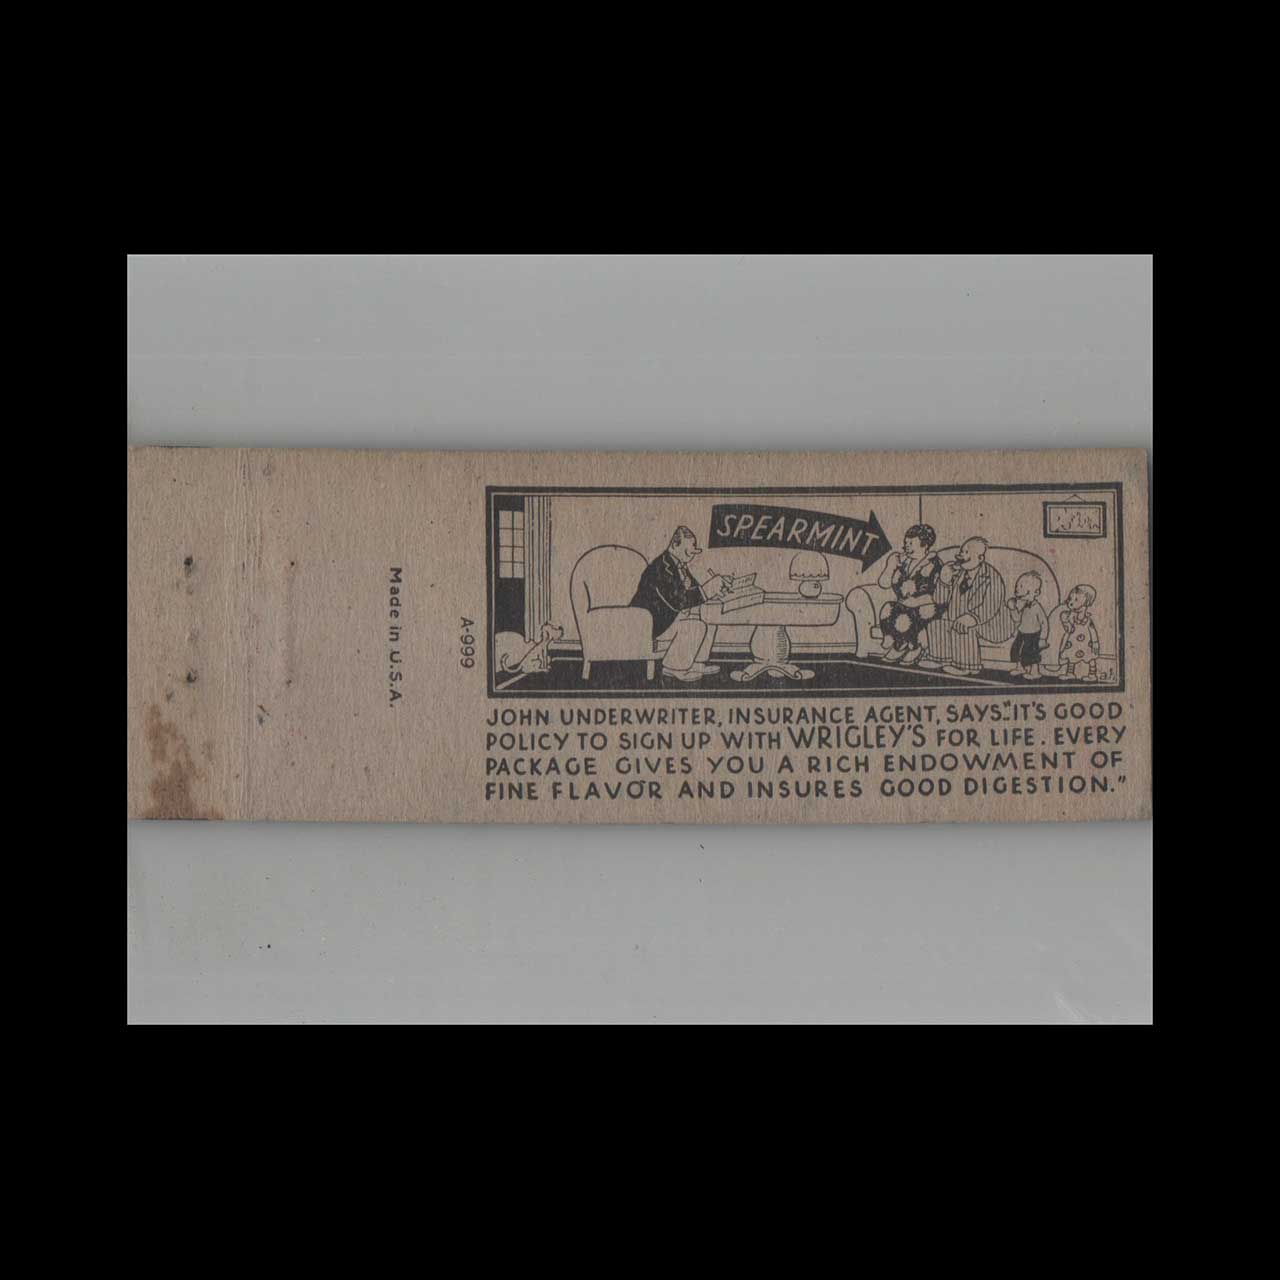 SPEARMINT
JOHN UNDERWRITER, INSURANCE AGENT, SAYS: "IT'S GOOD
POLICY TO SIGN UP WITH WRIGLEY'S FOR LIFE. EVERY
PACKAGE GIVES YOU A RICH ENDOWMENT OF
FINE FLAVOR AND INSURES GOOD DIGESTION."
A-999
Made in U.S.A.